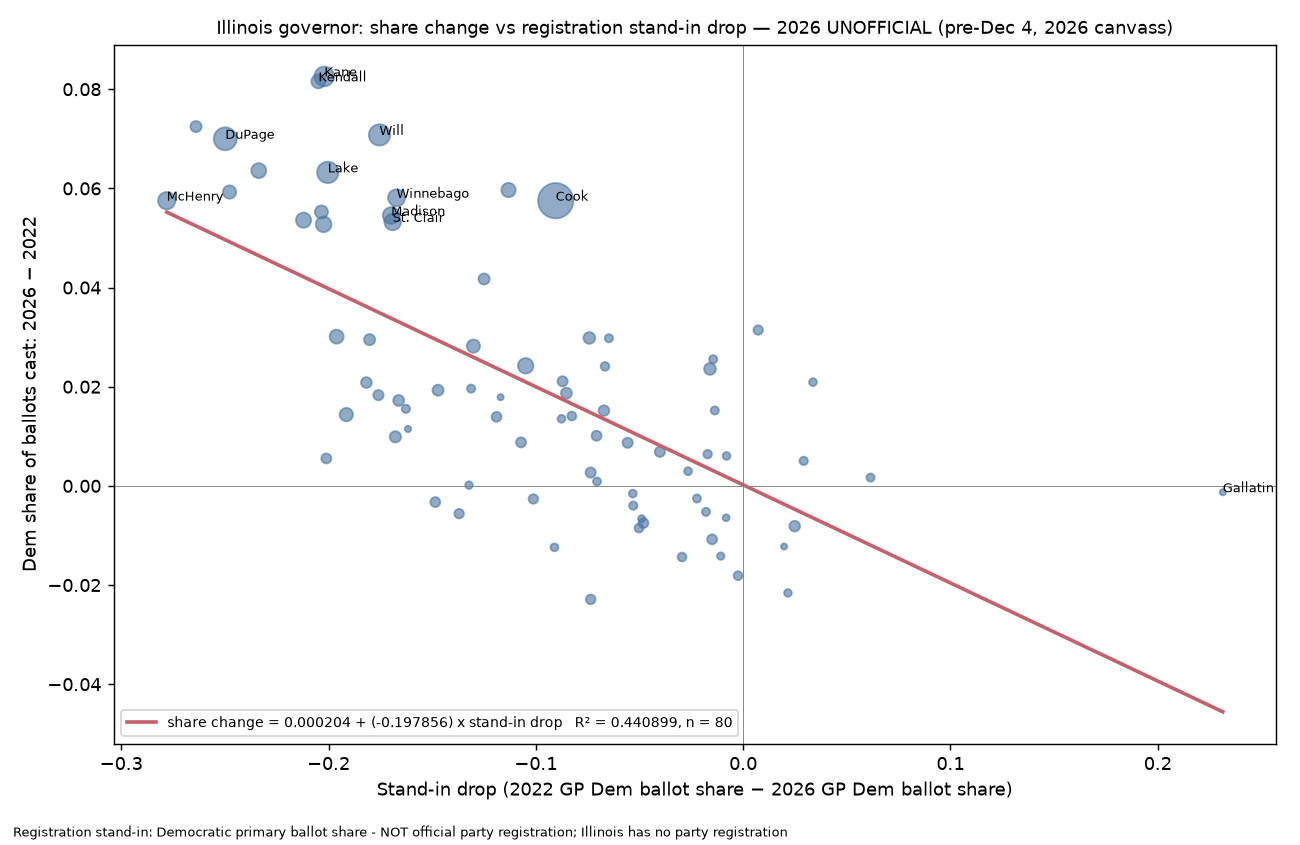 Illinois governor: share change vs registration stand-in drop — 2026 UNOFFICIAL (pre-Dec 4, 2026 canvass)
Dem share of ballots cast: 2026 − 2022
0.08
0.06
0.04
0.02
0.00
−0.02
−0.04
Kane
Kendall
DuPage
Will
Lake
McHenry
Winnebago
Cook
Madison
St. Clair
Gallatin
share change = 0.000204 + (-0.197856) x stand-in drop R² = 0.440899, n = 80
−0.3
−0.2
−0.1
0.0
0.1
0.2
Stand-in drop (2022 GP Dem ballot share − 2026 GP Dem ballot share)
Registration stand-in: Democratic primary ballot share - NOT official party registration; Illinois has no party registration